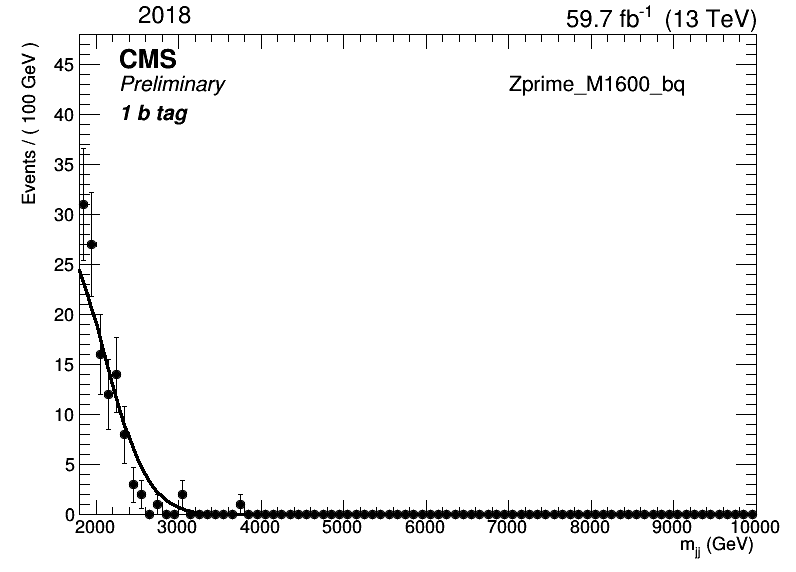 2018
59.7 fb⁻¹ (13 TeV)
CMS
Preliminary
1 b tag
Zprime_M1600_bq
Events / ( 100 GeV )
45
40
35
30
25
20
15
10
5
0
2000 3000 4000 5000 6000 7000 8000 9000 10000
m_jj (GeV)